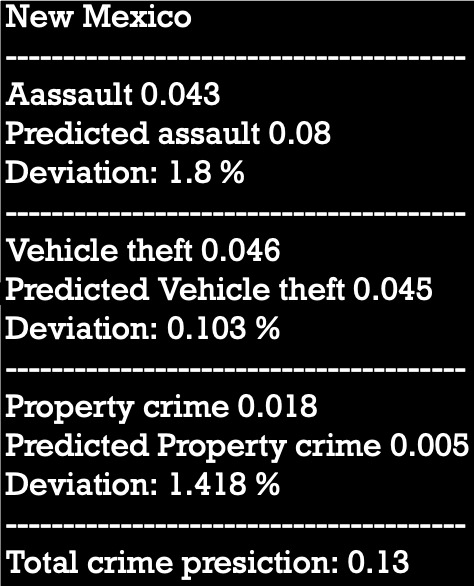 New Mexico
----------------------------------------
Aassault 0.043
Predicted assault 0.08
Deviation: 1.8 %
----------------------------------------
Vehicle theft 0.046
Predicted Vehicle theft 0.045
Deviation: 0.103 %
----------------------------------------
Property crime 0.018
Predicted Property crime 0.005
Deviation: 1.418 %
----------------------------------------
Total crime presiction: 0.13